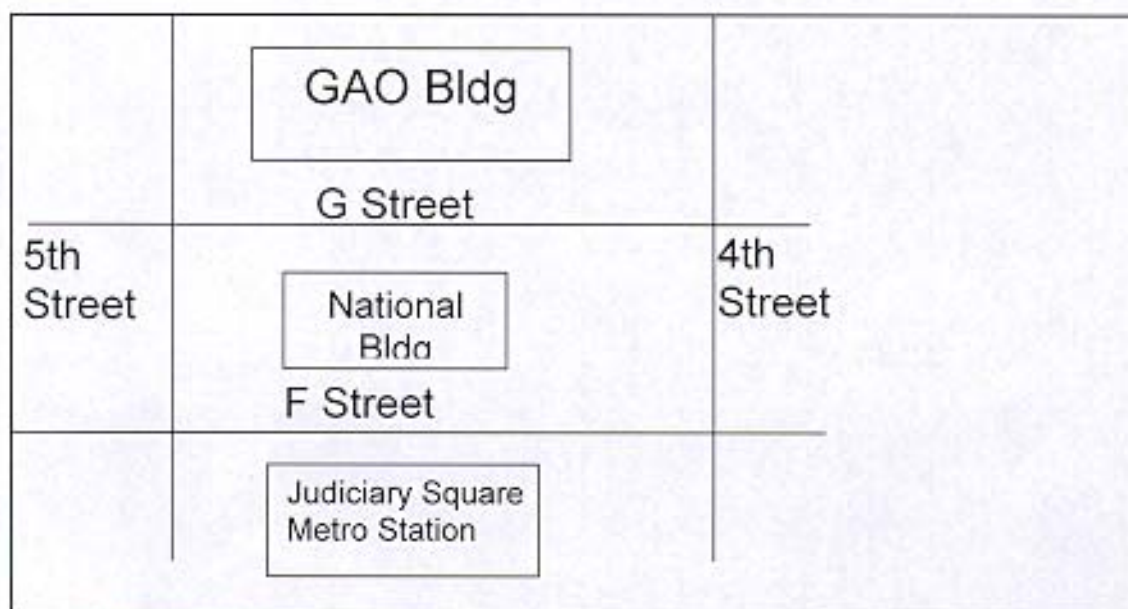 GAO Bldg
G Street
5th
Street
4th
Street
National
Bldg
F Street
Judiciary Square
Metro Station